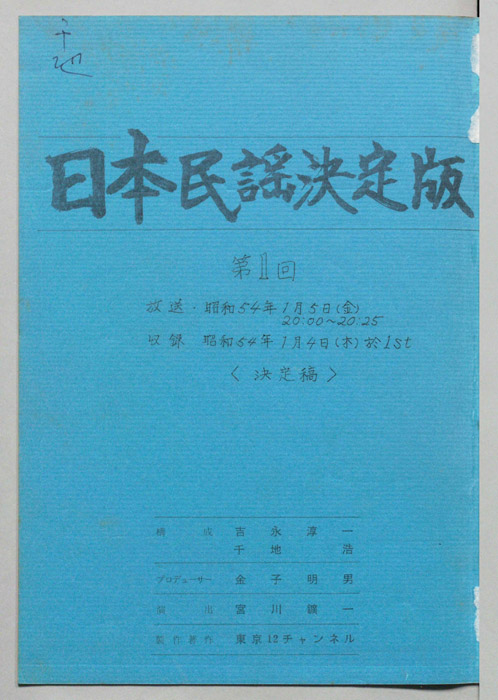 千地
日本民謡決定版
第1回
放送・昭和54年1月5日(金)
20:00〜20:25
収録 昭和54年1月4日(木)於1st
〈決定稿〉
構成 吉永淳一
千地浩
プロデューサー 金子明男
演出 宮川鑛一
製作著作 東京12チャンネル